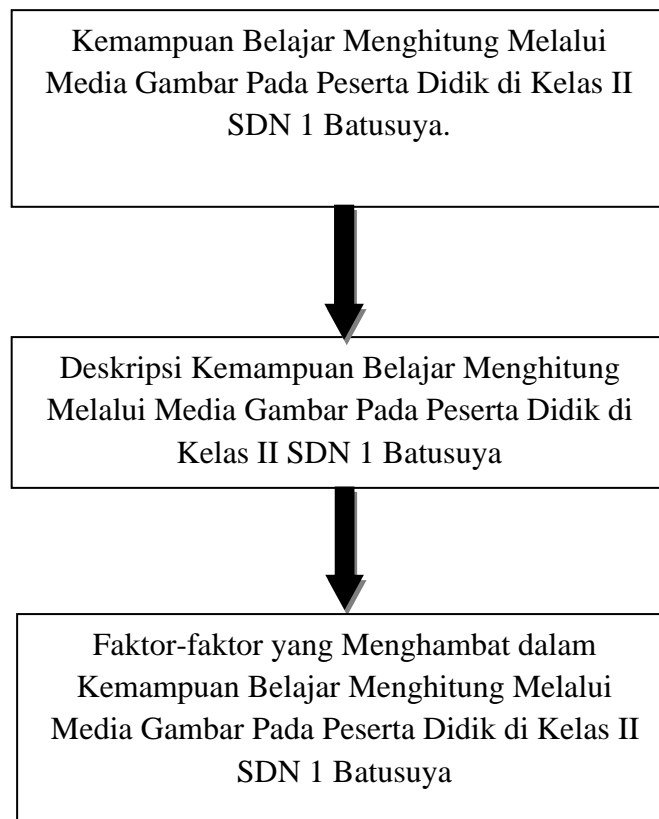 Kemampuan Belajar Menghitung Melalui
Media Gambar Pada Peserta Didik di Kelas II
SDN 1 Batusuya.
Deskripsi Kemampuan Belajar Menghitung
Melalui Media Gambar Pada Peserta Didik di
Kelas II SDN 1 Batusuya
Faktor-faktor yang Menghambat dalam
Kemampuan Belajar Menghitung Melalui
Media Gambar Pada Peserta Didik di Kelas II
SDN 1 Batusuya